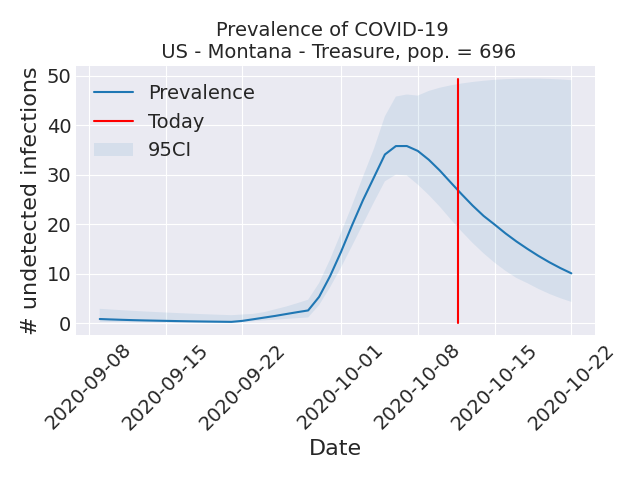 Prevalence of COVID-19
US - Montana - Treasure, pop. = 696
# undetected infections
50
40
30
20
10
0
Prevalence
Today
95CI
2020-09-08
2020-09-15
2020-09-22
2020-10-01
2020-10-08
2020-10-15
2020-10-22
Date